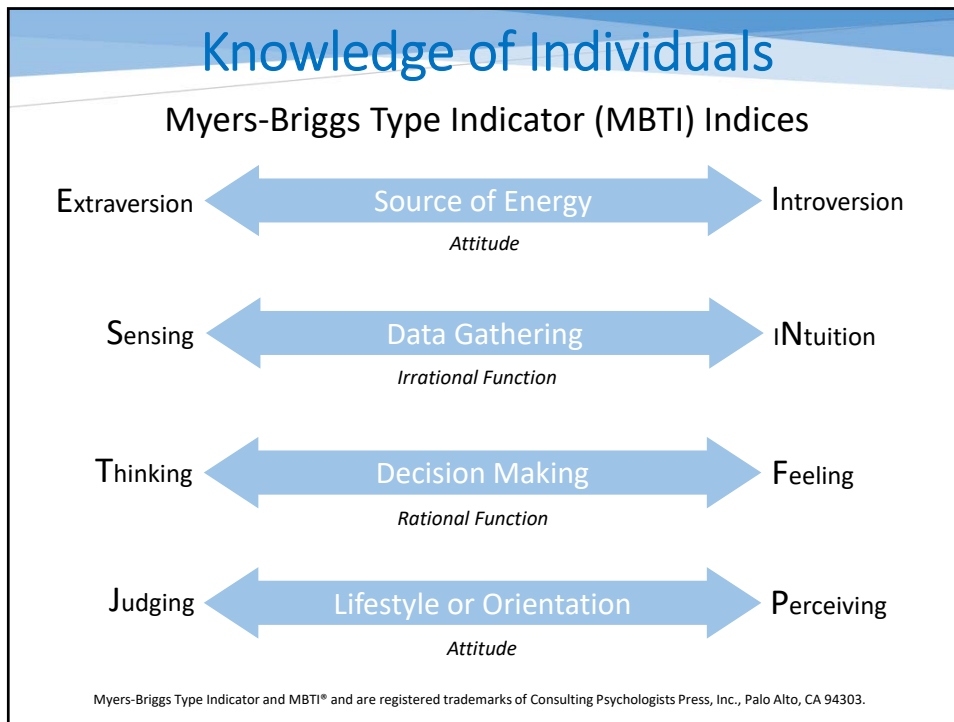 Knowledge of Individuals
Myers-Briggs Type Indicator (MBTI) Indices
Extraversion
Source of Energy
Introversion
Attitude
Sensing
Data Gathering
INtuition
Irrational Function
Thinking
Decision Making
Feeling
Rational Function
Judging
Lifestyle or Orientation
Perceiving
Attitude
Myers-Briggs Type Indicator and MBTI® and are registered trademarks of Consulting Psychologists Press, Inc., Palo Alto, CA 94303.